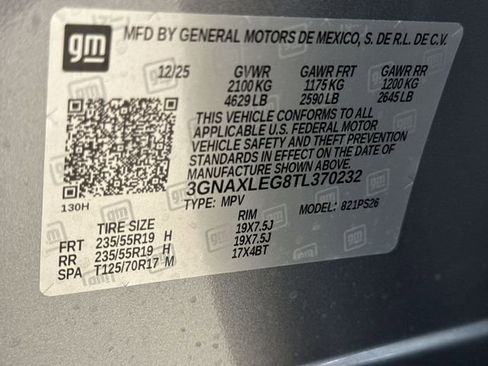 gm
MFD BY GENERAL MOTORS DE MEXICO, S. DE R.L. DE C.V.
12/25 GVWR GAWR FRT GAWR RR
2100 KG 1175 KG 1200 KG
4629 LB 2590 LB 2645 LB
THIS VEHICLE CONFORMS TO ALL
APPLICABLE U.S. FEDERAL MOTOR
VEHICLE SAFETY AND THEFT
STANDARDS IN EFFECT ON THE DATE OF
MANUFACTURE SHOWN ABOVE.
3GNAXLEG8TL370232
130H
TYPE: MPV MODEL: 821PS26
TIRE SIZE RIM
FRT 235/55R19 H 19X7.5J
RR 235/55R19 H 19X7.5J
SPA T125/70R17 M 17X4BT